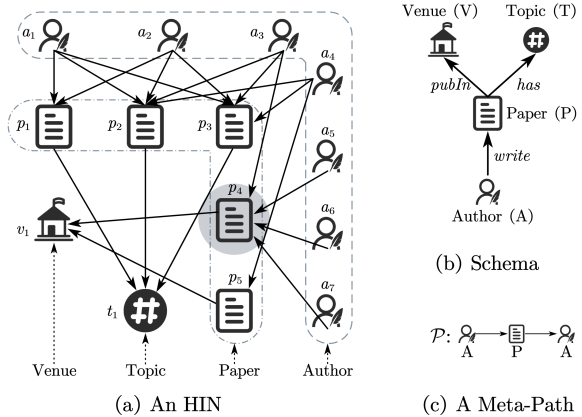 a1 a2 a3
a4
p1 p2 p3
a5
p4
a6
v1
p5
a7
t1
Venue Topic Paper Author
(a) An HIN
Venue (V) Topic (T)
pubIn has
Paper (P)
write
Author (A)
(b) Schema
𝒫:
A P A
(c) A Meta-Path